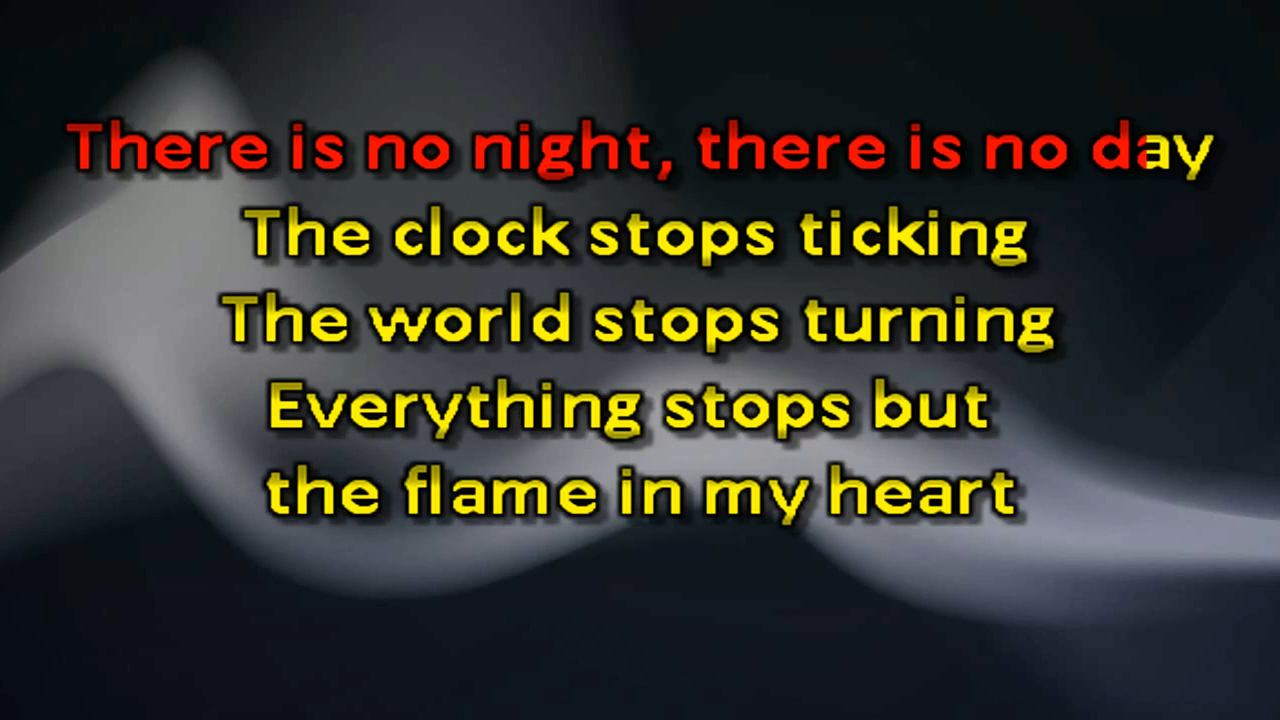 There is no night, there is no day
The clock stops ticking
The world stops turning
Everything stops but
the flame in my heart